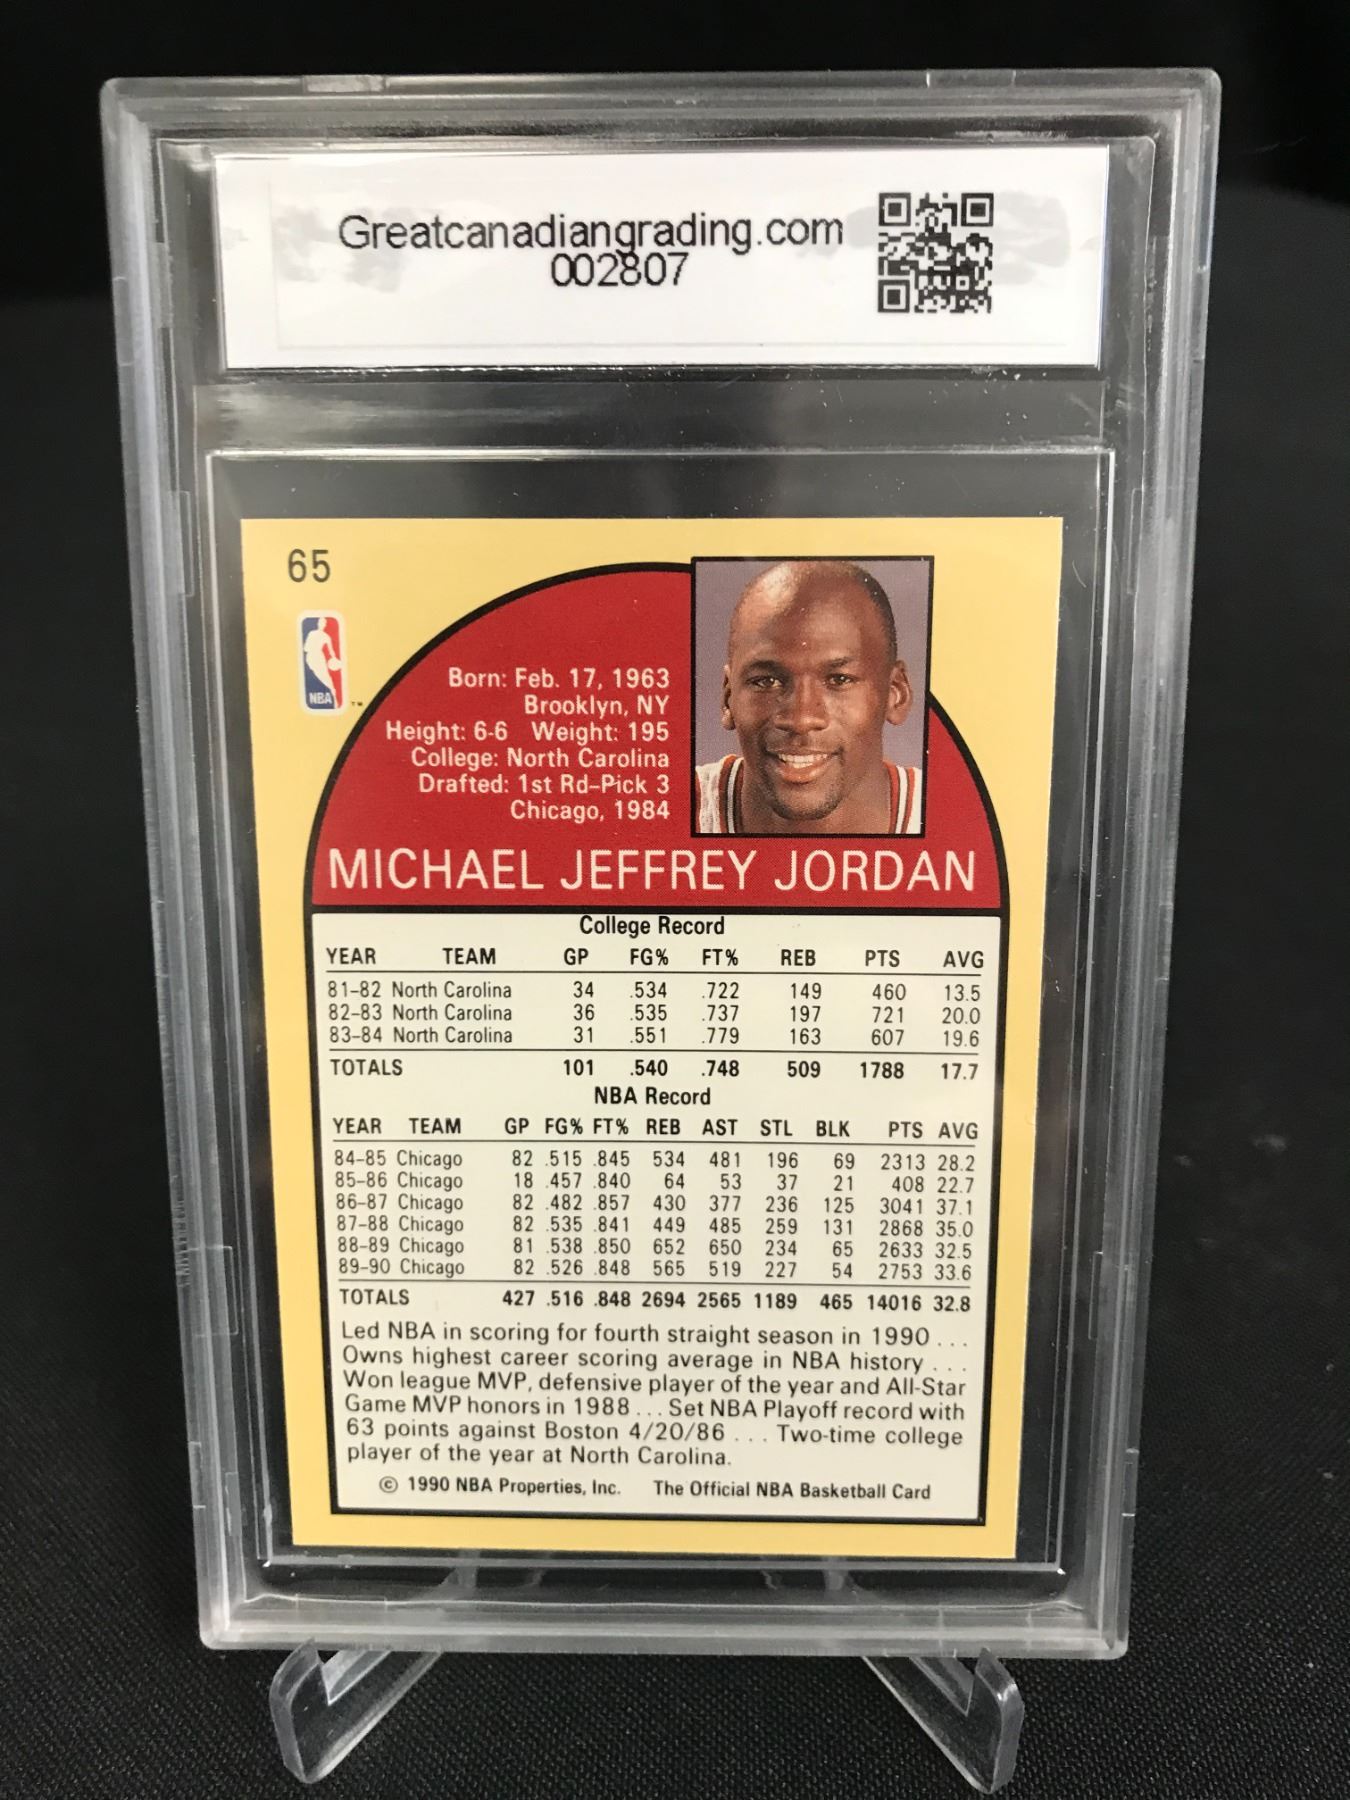 Greatcanadiangrading.com
002807
65
NBA
TM
Born: Feb. 17, 1963
Brooklyn, NY
Height: 6-6 Weight: 195
College: North Carolina
Drafted: 1st Rd–Pick 3
Chicago, 1984
MICHAEL JEFFREY JORDAN
College Record
YEAR TEAM GP FG% FT% REB PTS AVG
81–82 North Carolina 34 .534 .722 149 460 13.5
82–83 North Carolina 36 .535 .737 197 721 20.0
83–84 North Carolina 31 .551 .779 163 607 19.6
TOTALS 101 .540 .748 509 1788 17.7
NBA Record
YEAR TEAM GP FG% FT% REB AST STL BLK PTS AVG
84–85 Chicago 82 .515 .845 534 481 196 69 2313 28.2
85–86 Chicago 18 .457 .840 64 53 37 21 408 22.7
86–87 Chicago 82 .482 .857 430 377 236 125 3041 37.1
87–88 Chicago 82 .535 .841 449 485 259 131 2868 35.0
88–89 Chicago 81 .538 .850 652 650 234 65 2633 32.5
89–90 Chicago 82 .526 .848 565 519 227 54 2753 33.6
TOTALS 427 .516 .848 2694 2565 1189 465 14016 32.8
Led NBA in scoring for fourth straight season in 1990 . . .
Owns highest career scoring average in NBA history . . .
Won league MVP, defensive player of the year and All-Star
Game MVP honors in 1988 . . . Set NBA Playoff record with
63 points against Boston 4/20/86 . . . Two-time college
player of the year at North Carolina.
© 1990 NBA Properties, Inc. The Official NBA Basketball Card